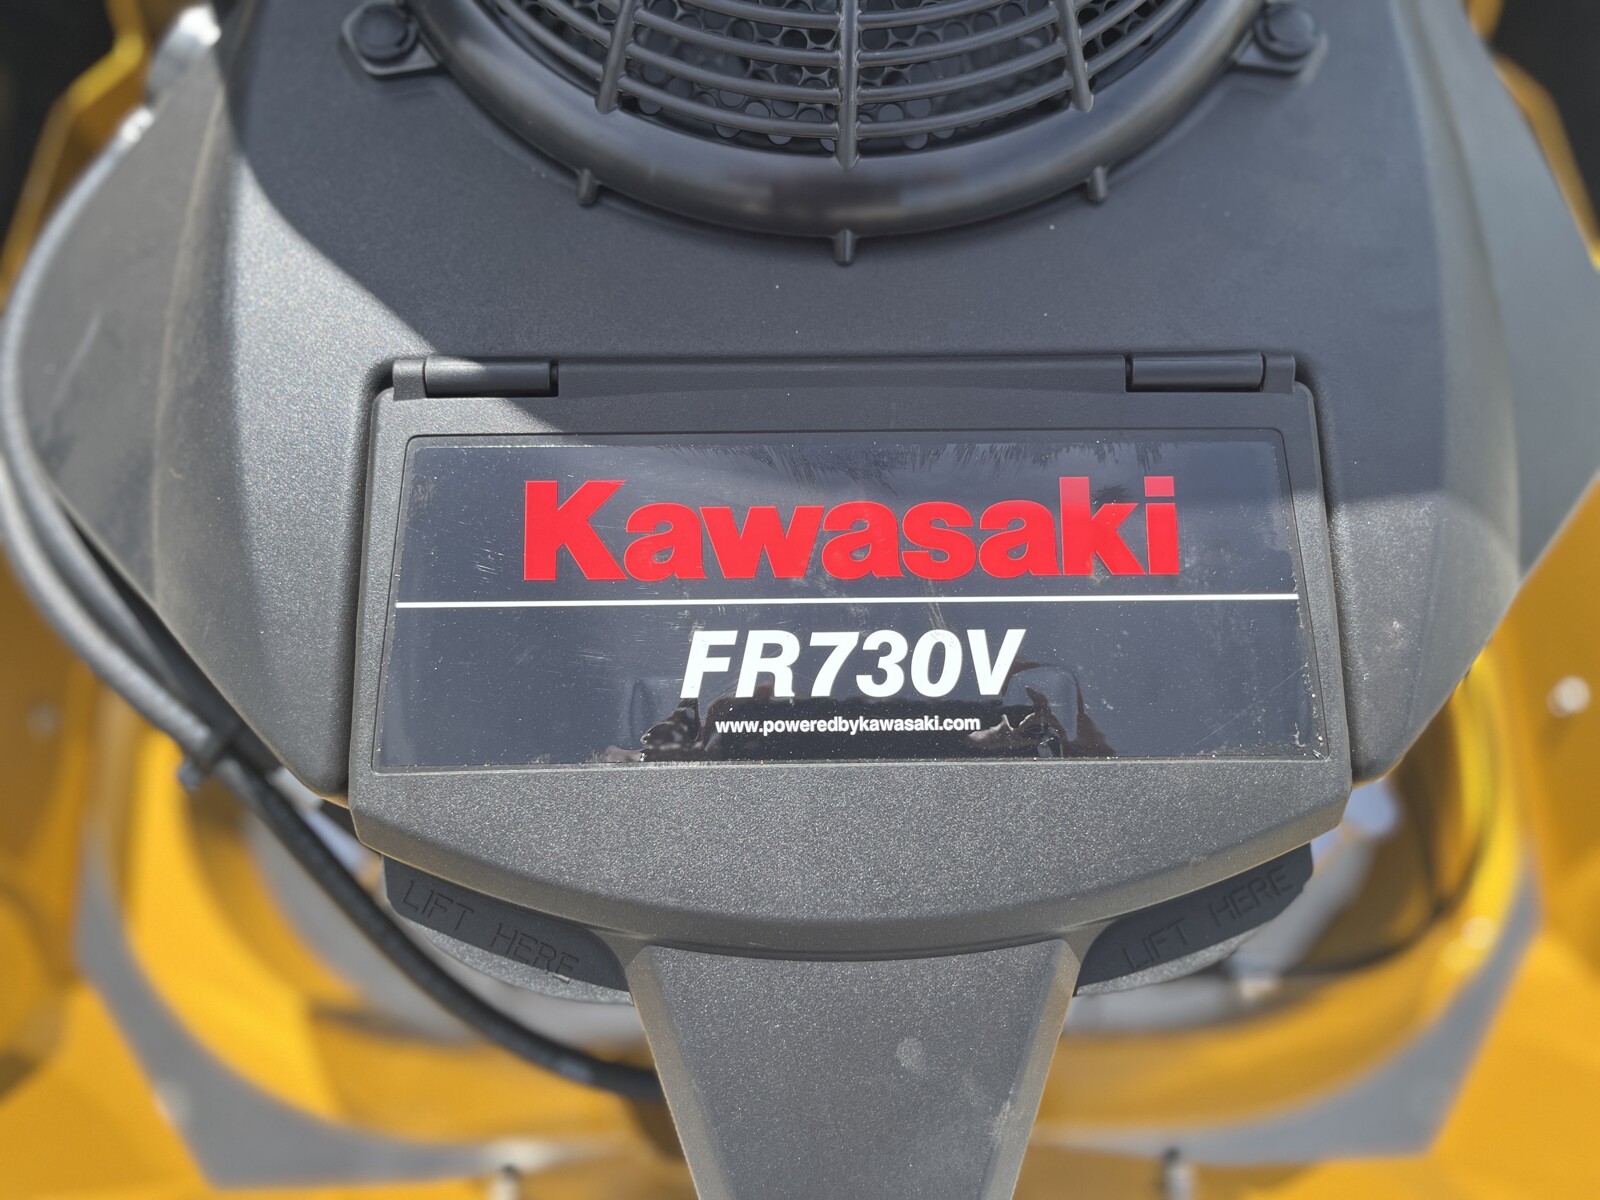 Kawasaki
FR730V
www.poweredbykawasaki.com
LIFT HERE
LIFT HERE